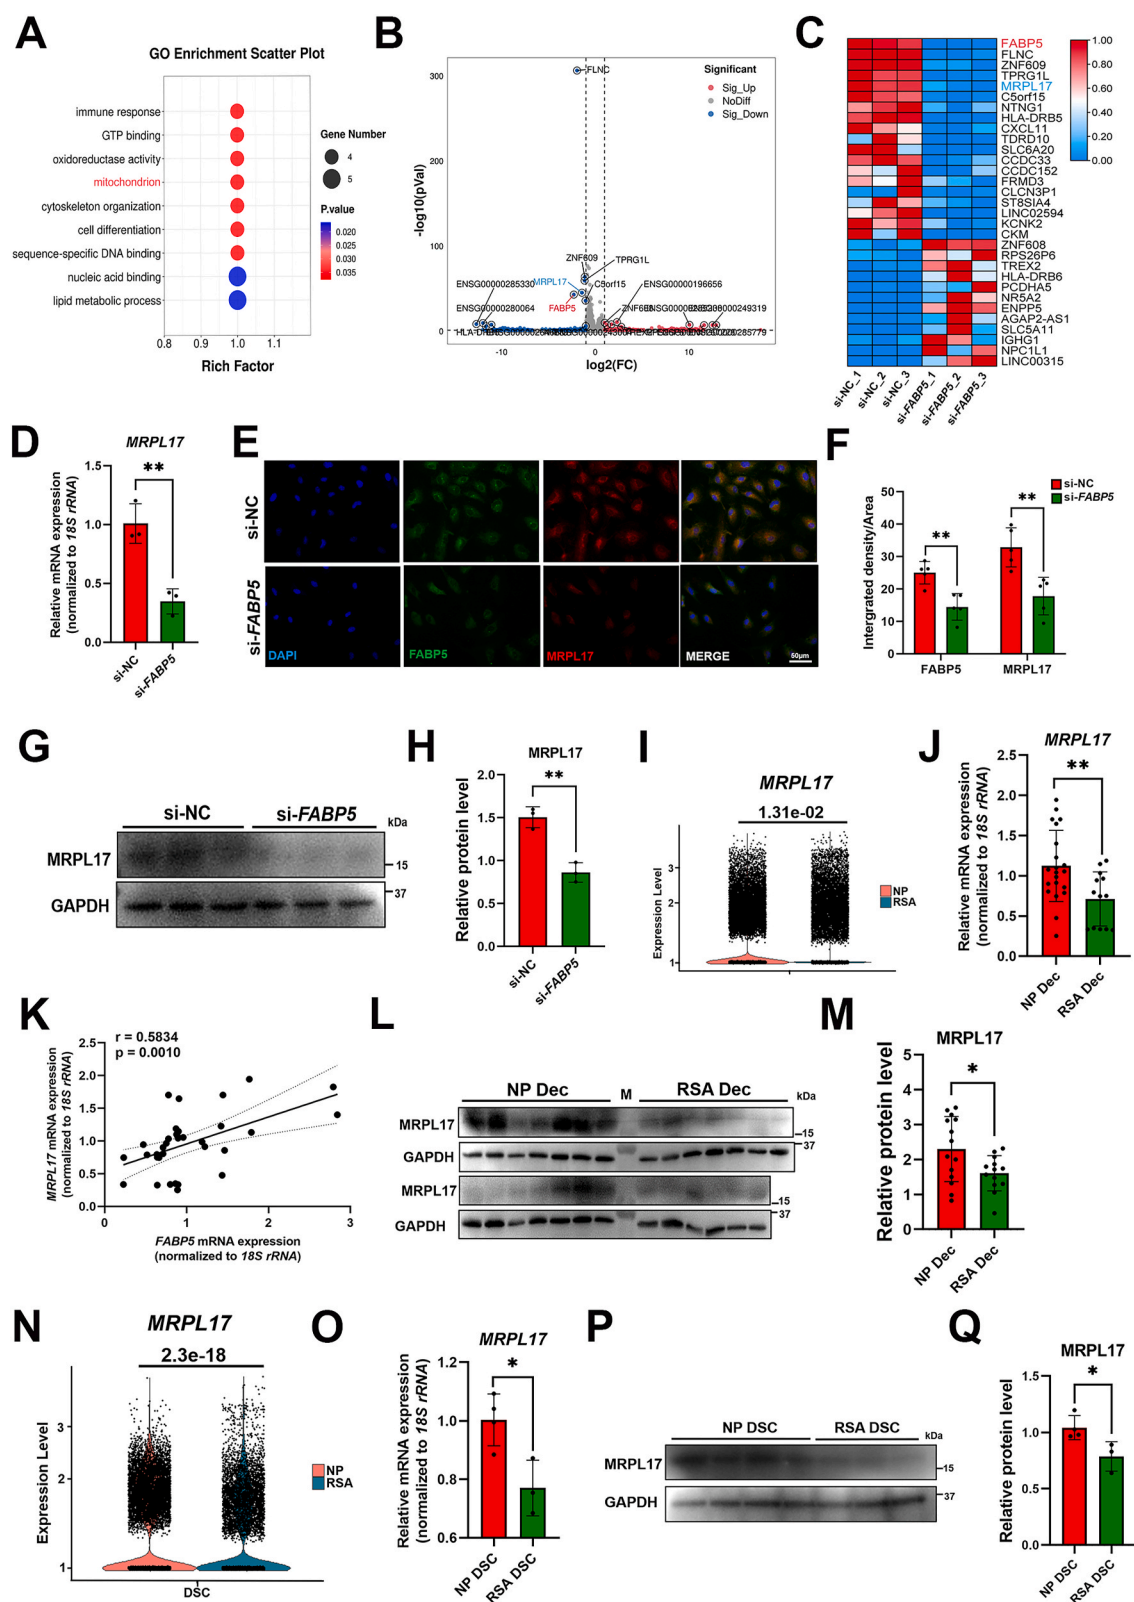 A
GO Enrichment Scatter Plot
immune response
GTP binding
oxidoreductase activity
mitochondrion
cytoskeleton organization
cell differentiation
sequence-specific DNA binding
nucleic acid binding
lipid metabolic process
0.8 0.9 1.0 1.1
Rich Factor
Gene Number
4
5
P.value
0.020
0.025
0.030
0.035
B
-log10(pVal)
300
200
100
0
-10 0 10
log2(FC)
Significant
Sig_Up
NoDiff
Sig_Down
FLNC
ZNF609
TPRG1L
MRPL17
C5orf15
FABP5
ENSG00000285330
ENSG00000280064
ENSG00000196656
C
FABP5
FLNC
ZNF609
TPRG1L
MRPL17
C5orf15
NTNG1
HLA-DRB5
CXCL11
TDRD10
SLC6A20
CCDC33
CCDC152
FRMD3
CLCN3P1
ST8SIA4
LINC02594
KCNK2
CKM
ZNF608
RPS26P6
TREX2
HLA-DRB6
PCDHA5
NR5A2
ENPP5
AGAP2-AS1
SLC5A11
IGHG1
NPC1L1
LINC00315
1.00
0.80
0.60
0.40
0.20
0.00
si-NC_1
si-NC_2
si-NC_3
si-FABP5_1
si-FABP5_2
si-FABP5_3
D
MRPL17
Relative mRNA expression
(normalized to 18S rRNA)
1.5
1.0
0.5
0.0
**
si-NC
si-FABP5
E
si-NC
si-FABP5
DAPI
FABP5
MRPL17
MERGE
50μm
F
si-NC
si-FABP5
Intergrated density/Area
50
40
30
20
10
0
**
**
FABP5
MRPL17
G
si-NC
si-FABP5
kDa
MRPL17
15
37
GAPDH
H
MRPL17
Relative protein level
2.0
1.5
1.0
0.5
0.0
**
si-NC
si-FABP5
I
MRPL17
1.31e-02
Expression Level
3
2
1
NP
RSA
J
MRPL17
Relative mRNA expression
(normalized to 18S rRNA)
2.5
2.0
1.5
1.0
0.5
0.0
**
NP Dec
RSA Dec
K
r = 0.5834
p = 0.0010
MRPL17 mRNA expression
(normalized to 18S rRNA)
2.5
2.0
1.5
1.0
0.5
0.0
0 1 2 3
FABP5 mRNA expression
(normalized to 18S rRNA)
L
NP Dec
M
RSA Dec
kDa
MRPL17
15
37
GAPDH
MRPL17
15
37
GAPDH
M
MRPL17
Relative protein level
5
4
3
2
1
0
*
NP Dec
RSA Dec
N
MRPL17
2.3e-18
Expression Level
3
2
1
DSC
NP
RSA
O
MRPL17
Relative mRNA expression
(normalized to 18S rRNA)
1.2
1.0
0.8
0.6
*
NP DSC
RSA DSC
P
NP DSC
RSA DSC
kDa
MRPL17
15
37
GAPDH
Q
MRPL17
Relative protein level
1.5
1.0
0.5
0.0
*
NP DSC
RSA DSC